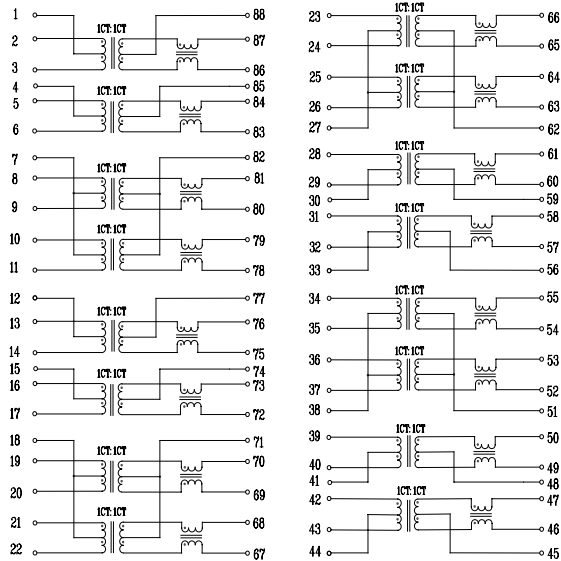 1 88
1CT:1CT
2 87
3 86
4 85
1CT:1CT
5 84
6 83
7 82
1CT:1CT
8 81
9 80
1CT:1CT
10 79
11 78
12 77
1CT:1CT
13 76
14 75
15 74
1CT:1CT
16 73
17 72
18 71
1CT:1CT
19 70
20 69
1CT:1CT
21 68
22 67
1CT:1CT
23 66
24 65
1CT:1CT
25 64
26 63
27 62
1CT:1CT
28 61
29 60
30 59
1CT:1CT
31 58
32 57
33 56
1CT:1CT
34 55
35 54
1CT:1CT
36 53
37 52
38 51
1CT:1CT
39 50
40 49
41 48
1CT:1CT
42 47
43 46
44 45